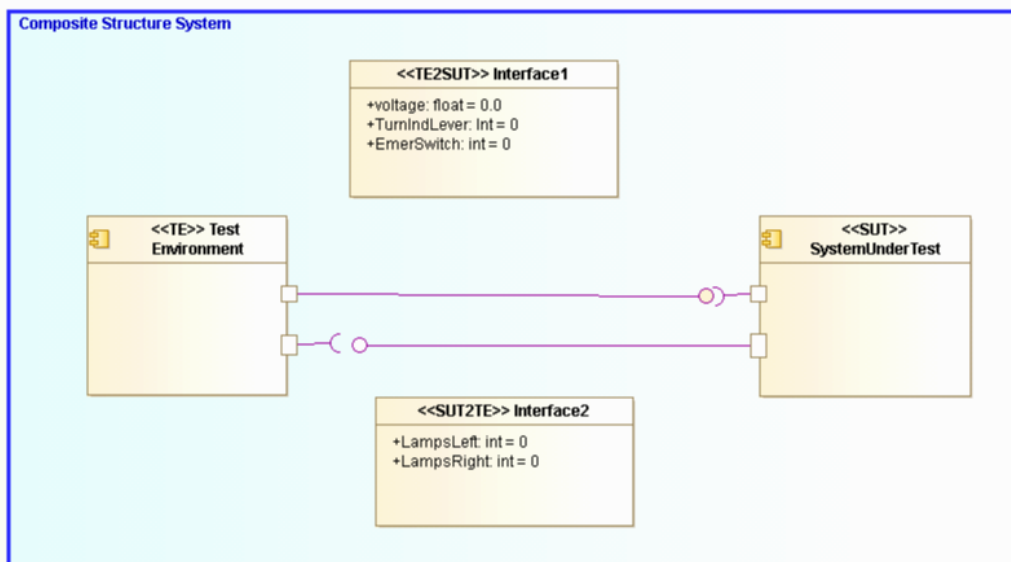 Composite Structure System
<<TE2SUT>> Interface1
+voltage: float = 0.0
+TurnIndLever: Int = 0
+EmerSwitch: int = 0
<<TE>> Test
Environment
<<SUT>>
SystemUnderTest
<<SUT2TE>> Interface2
+LampsLeft: int = 0
+LampsRight: int = 0